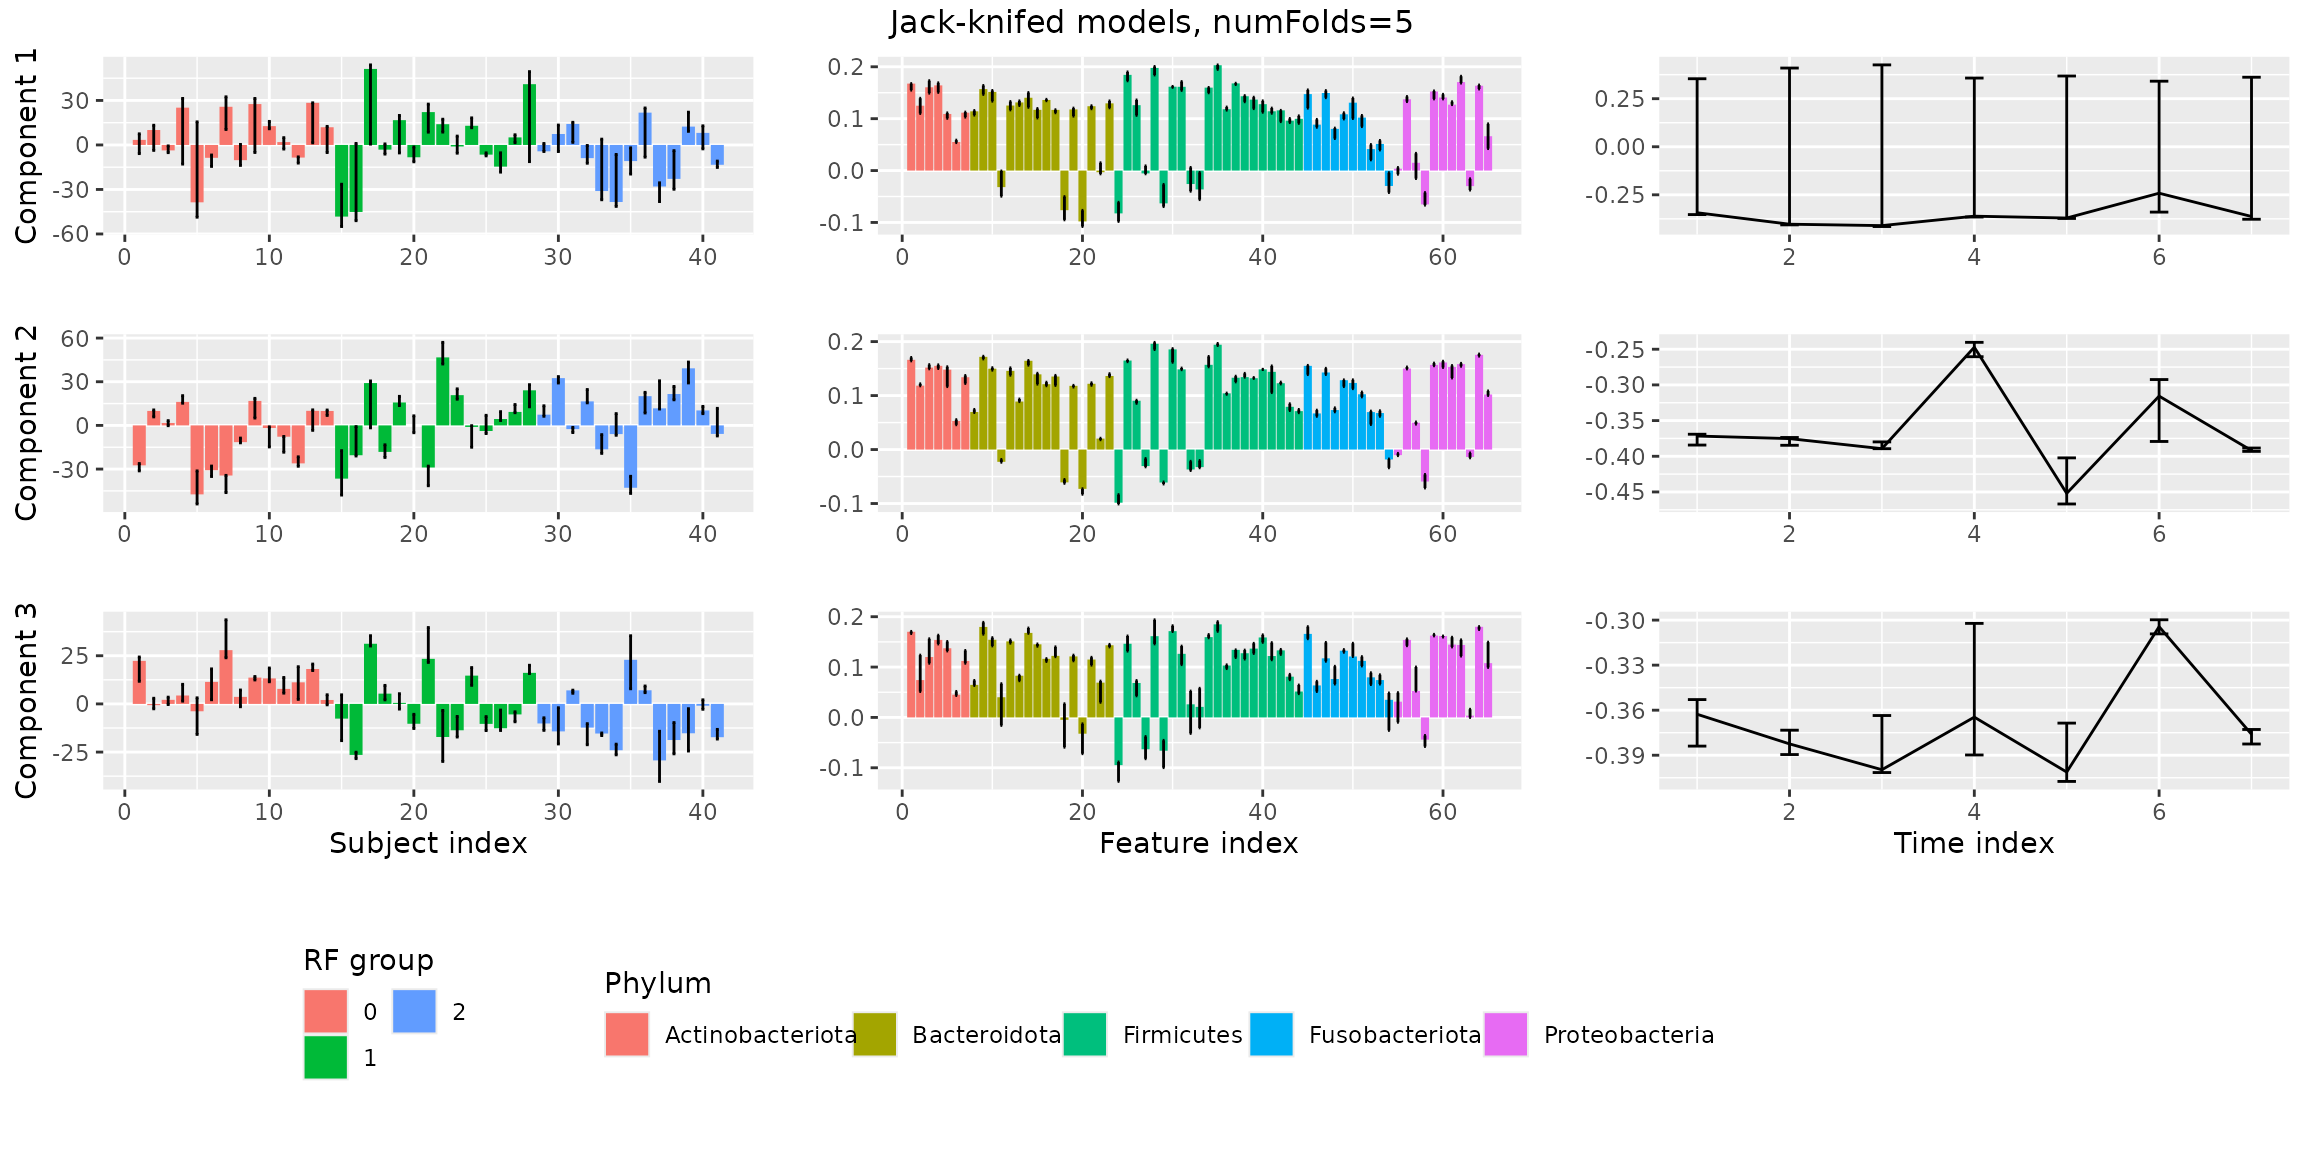 Jack-knifed models, numFolds=5
Component 1
30
0
-30
-60
0 10 20 30 40
0.2
0.1
0.0
-0.1
0 20 40 60
0.25
0.00
-0.25
2 4 6
Component 2
60
30
0
-30
0 10 20 30 40
0.2
0.1
0.0
-0.1
0 20 40 60
-0.25
-0.30
-0.35
-0.40
-0.45
2 4 6
Component 3
25
0
-25
0 10 20 30 40
Subject index
0.2
0.1
0.0
-0.1
0 20 40 60
Feature index
-0.30
-0.33
-0.36
-0.39
2 4 6
Time index
RF group
0 2
1
Phylum
Actinobacteriota Bacteroidota Firmicutes Fusobacteriota Proteobacteria